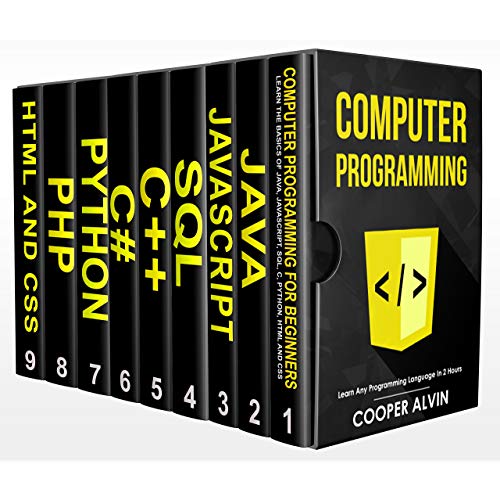 HTML AND CSS
9
PHP
8
PYTHON
7
C#
6
C++
5
SQL
4
JAVASCRIPT
3
JAVA
2
COMPUTER PROGRAMMING FOR BEGINNERS
LEARN THE BASICS OF JAVA, JAVASCRIPT, SQL, C, PYTHON, HTML AND CSS
1
COMPUTER
PROGRAMMING
</>
Learn Any Programming Language In 2 Hours
COOPER ALVIN